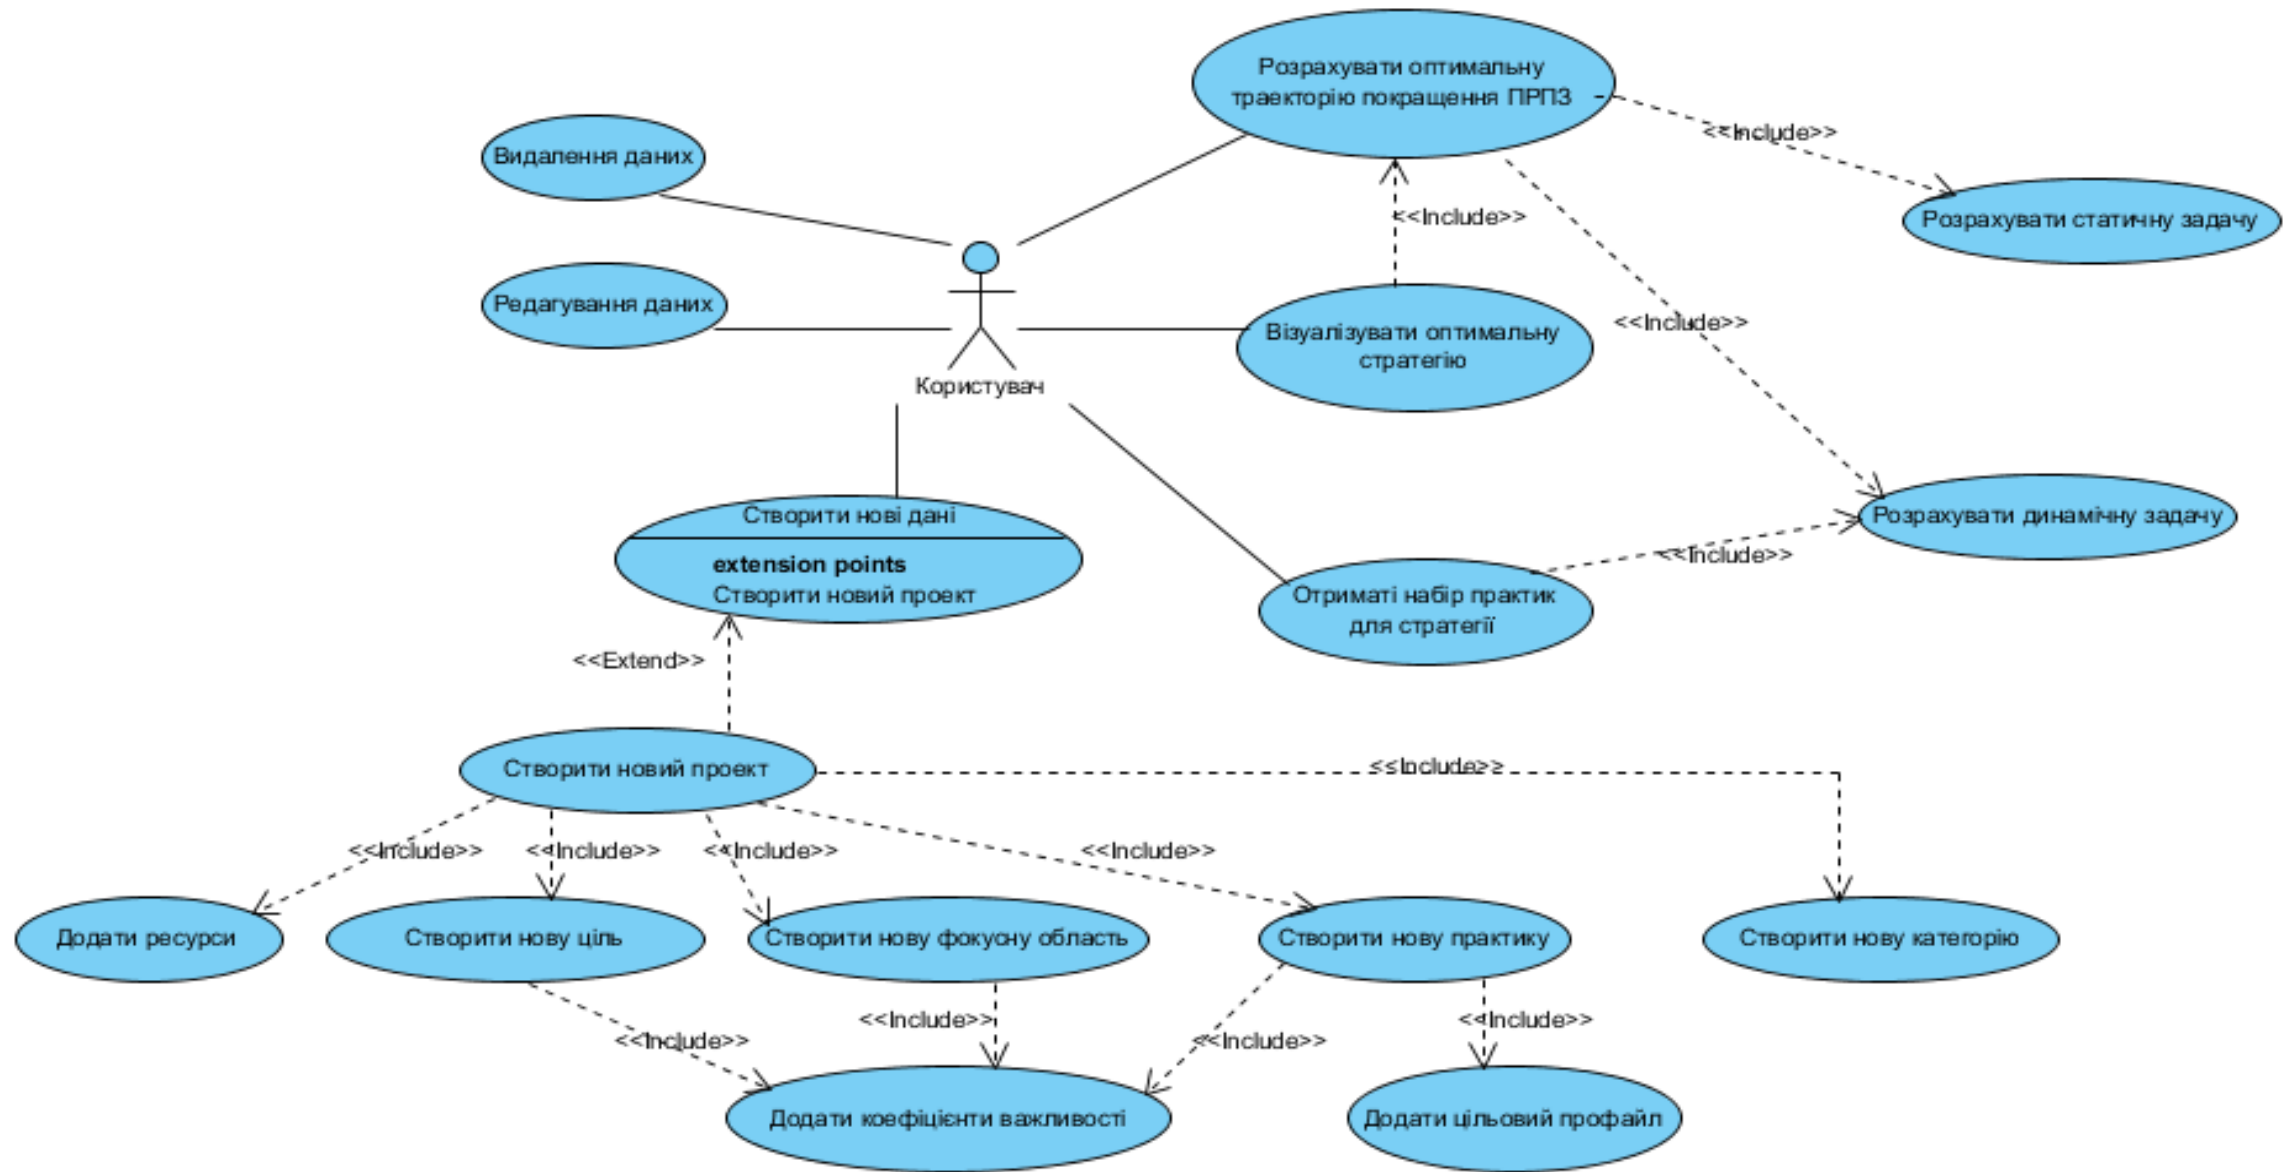 Розрахувати оптимальну
траекторію покращення ПРПЗ
<<Include>>
Видалення даних
<<Include>>
Розрахувати статичну задачу
Редагування даних
<<Include>>
Візуалізувати оптимальну
стратегію
Користувач
Створити нові дані
extension points
Створити новий проект
Розрахувати динамічну задачу
<<Include>>
Отриматі набір практик
для стратегії
<<Extend>>
Створити новий проект
<<Include>>
<<Include>>
<<Include>>
<<Include>>
<<Include>>
Додати ресурси
Створити нову ціль
Створити нову фокусну область
Створити нову практику
Створити нову категорію
<<Include>>
<<Include>>
<<Include>>
<<Include>>
Додати коефіцієнти важливості
Додати цільовий профайл